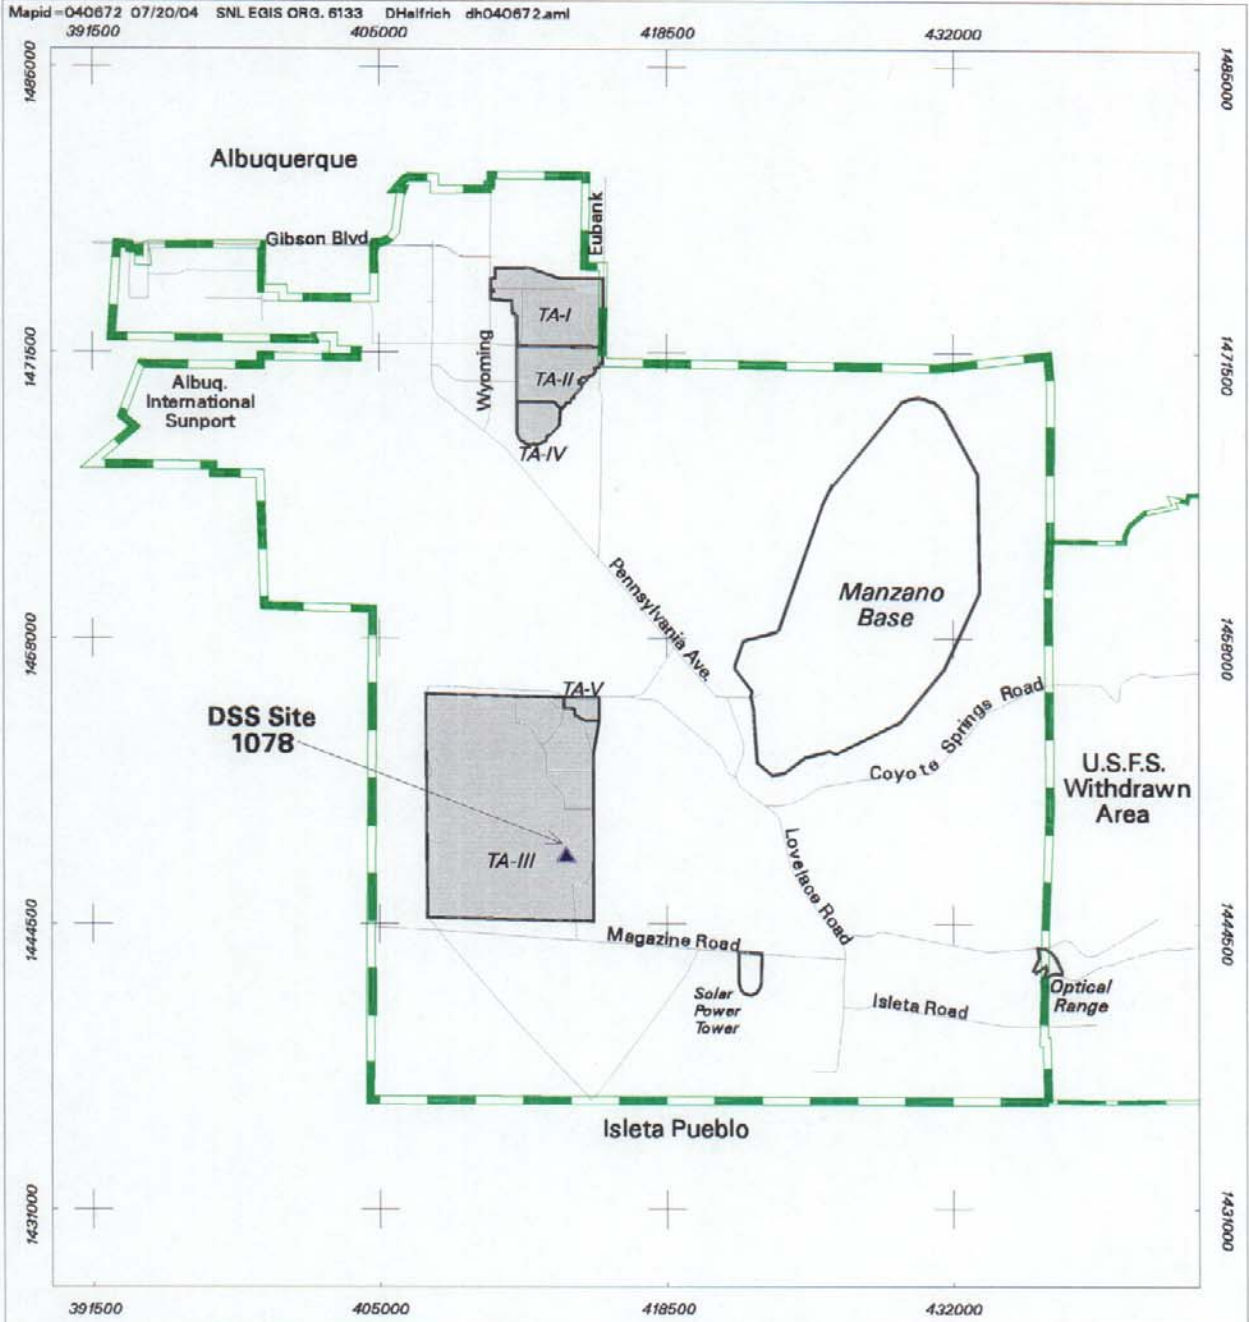 Mapid=040672 07/20/04 SNL EGIS ORG. 6133 DHelfrich dh040672.aml
391500 405000 418500 432000
1485000 1485000
Albuquerque
Eubank
Gibson Blvd
TA-I
Wyoming
1471500 1471500
TA-II
Albuq.
International
Sunport
TA-IV
Pennsylvania Ave.
Manzano
Base
1458000 1458000
TA-V
Coyote Springs Road
DSS Site
1078
U.S.F.S.
Withdrawn
Area
Lovelace Road
TA-III
1444500 1444500
Magazine Road
Solar
Power
Tower
Isleta Road
Optical
Range
Isleta Pueblo
1431000 1431000
391500 405000 418500 432000